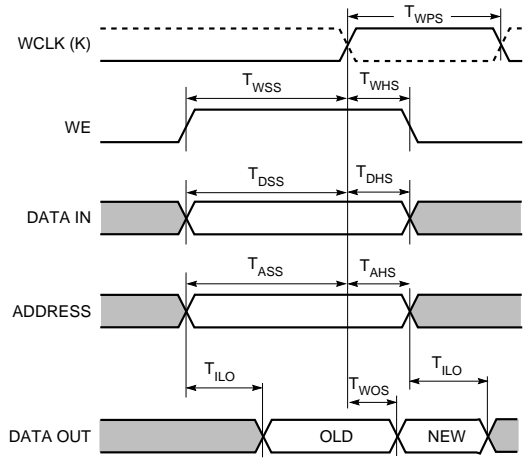 T_WPS
WCLK (K)
T_WSS T_WHS
WE
T_DSS T_DHS
DATA IN
T_ASS T_AHS
ADDRESS
T_ILO T_ILO
T_WOS
DATA OUT OLD NEW